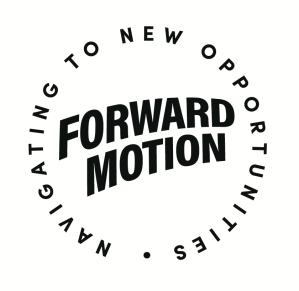 NAVIGATING TO NEW OPPORTUNITIES •
FORWARD
MOTION